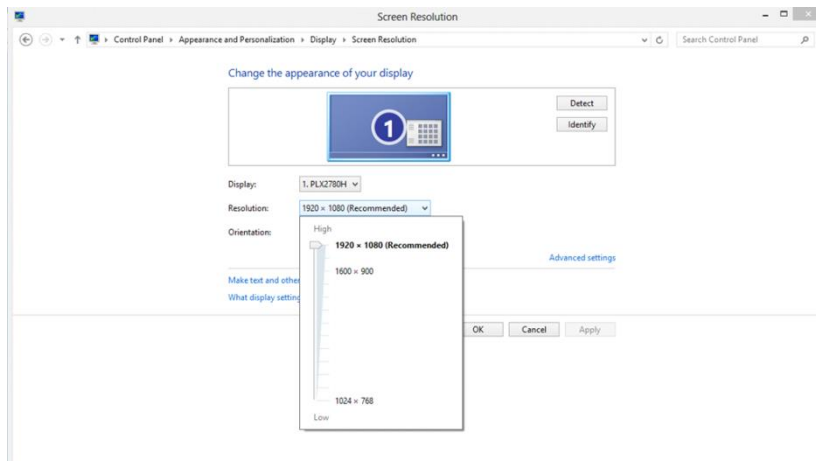 Screen Resolution
Control Panel Appearance and Personalization Display Screen Resolution
Search Control Panel
Change the appearance of your display
1
Detect
Identify
Display: 1. PLX2780H
Resolution: 1920 × 1080 (Recommended)
Orientation:
High
1920 × 1080 (Recommended)
1600 × 900
Advanced settings
Make text and other
What display setting
OK Cancel Apply
1024 × 768
Low